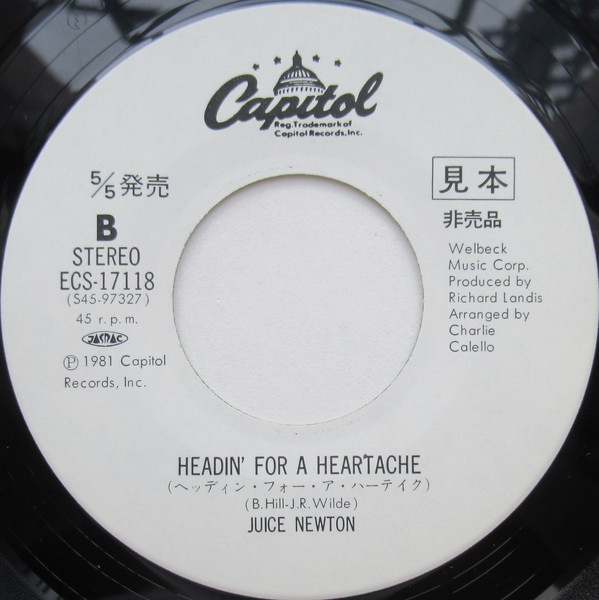 Capitol
Reg. Trademark of
Capitol Records, Inc.
5/5 発売
B
STEREO
ECS-17118
(S45-97327)
45 r.p.m.
JASRAC
Ⓟ 1981 Capitol
Records, Inc.
見本
非売品
Welbeck
Music Corp.
Produced by
Richard Landis
Arranged by
Charlie
Calello
HEADIN' FOR A HEARTACHE
(ヘッディン・フォー・ア・ハーテイク)
(B.Hill-J.R.Wilde)
JUICE NEWTON